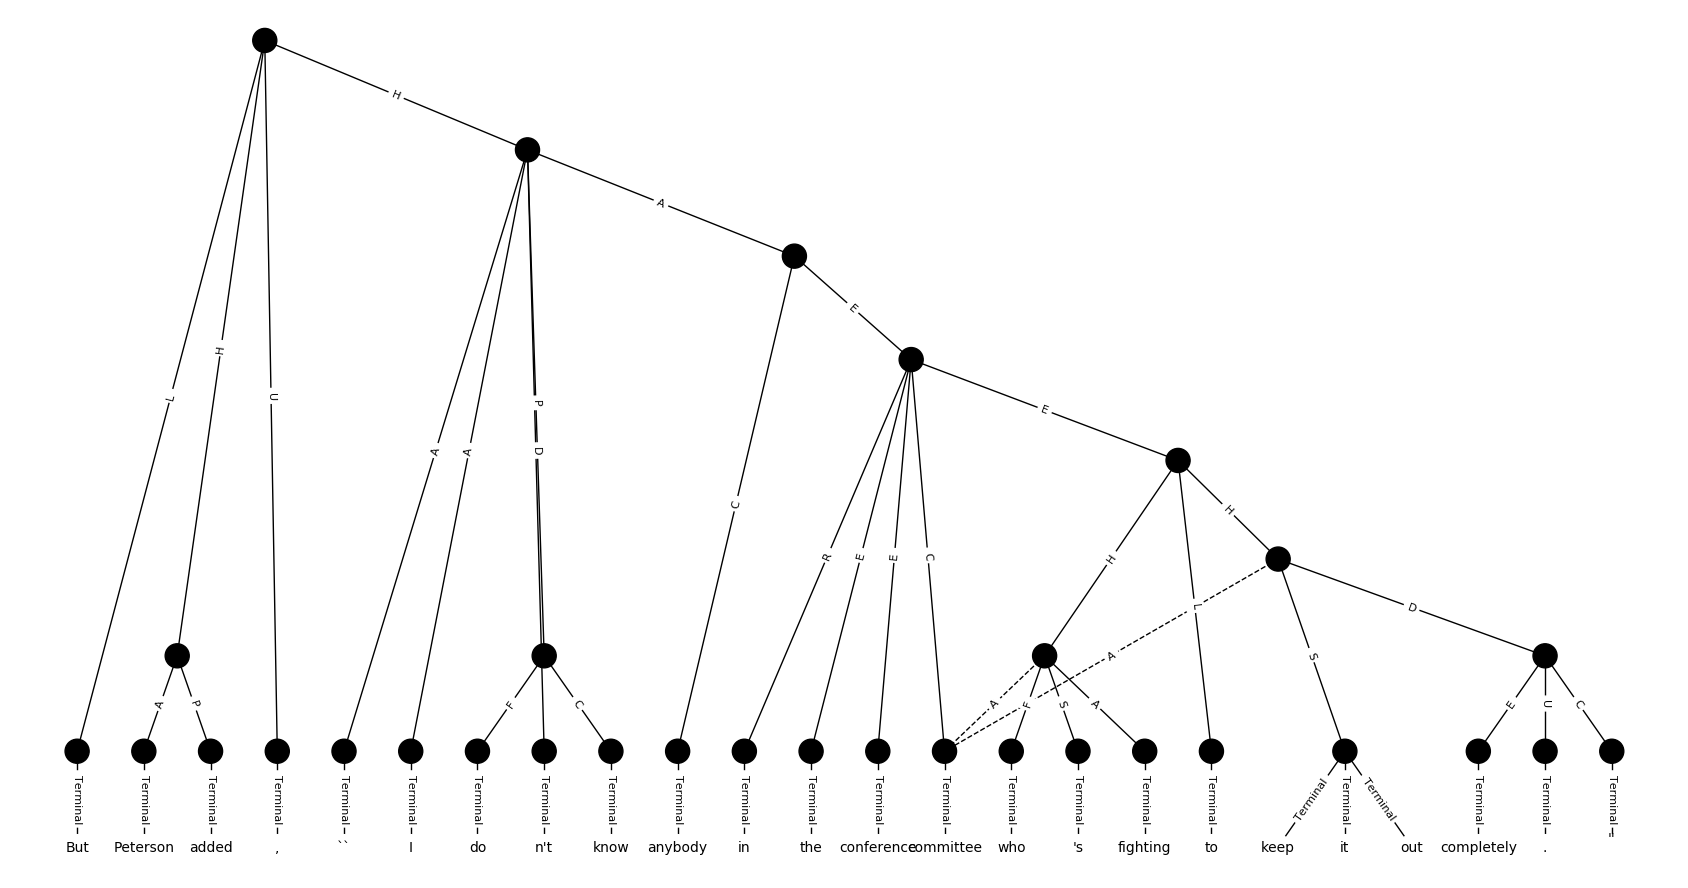 H
H
A
E
L
H
U
A
A
P
D
C
R
E
E
C
E
H
L
H
A
S
D
A
P
F
C
A
F
S
A
E
U
C
Terminal Terminal Terminal Terminal Terminal Terminal Terminal Terminal Terminal Terminal Terminal Terminal Terminal Terminal Terminal Terminal Terminal Terminal Terminal Terminal Terminal Terminal Terminal Terminal
But Peterson added , `` I do n't know anybody in the conference committee who 's fighting to keep it out completely . "